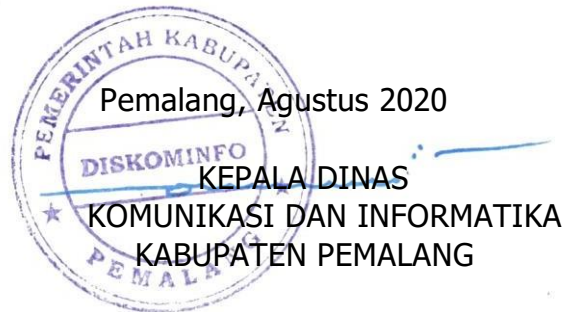 PEMERINTAH KABUPATEN
Pemalang, Agustus 2020
DISKOMINFO
KEPALA DINAS
KOMUNIKASI DAN INFORMATIKA
KABUPATEN PEMALANG
PEMALANG